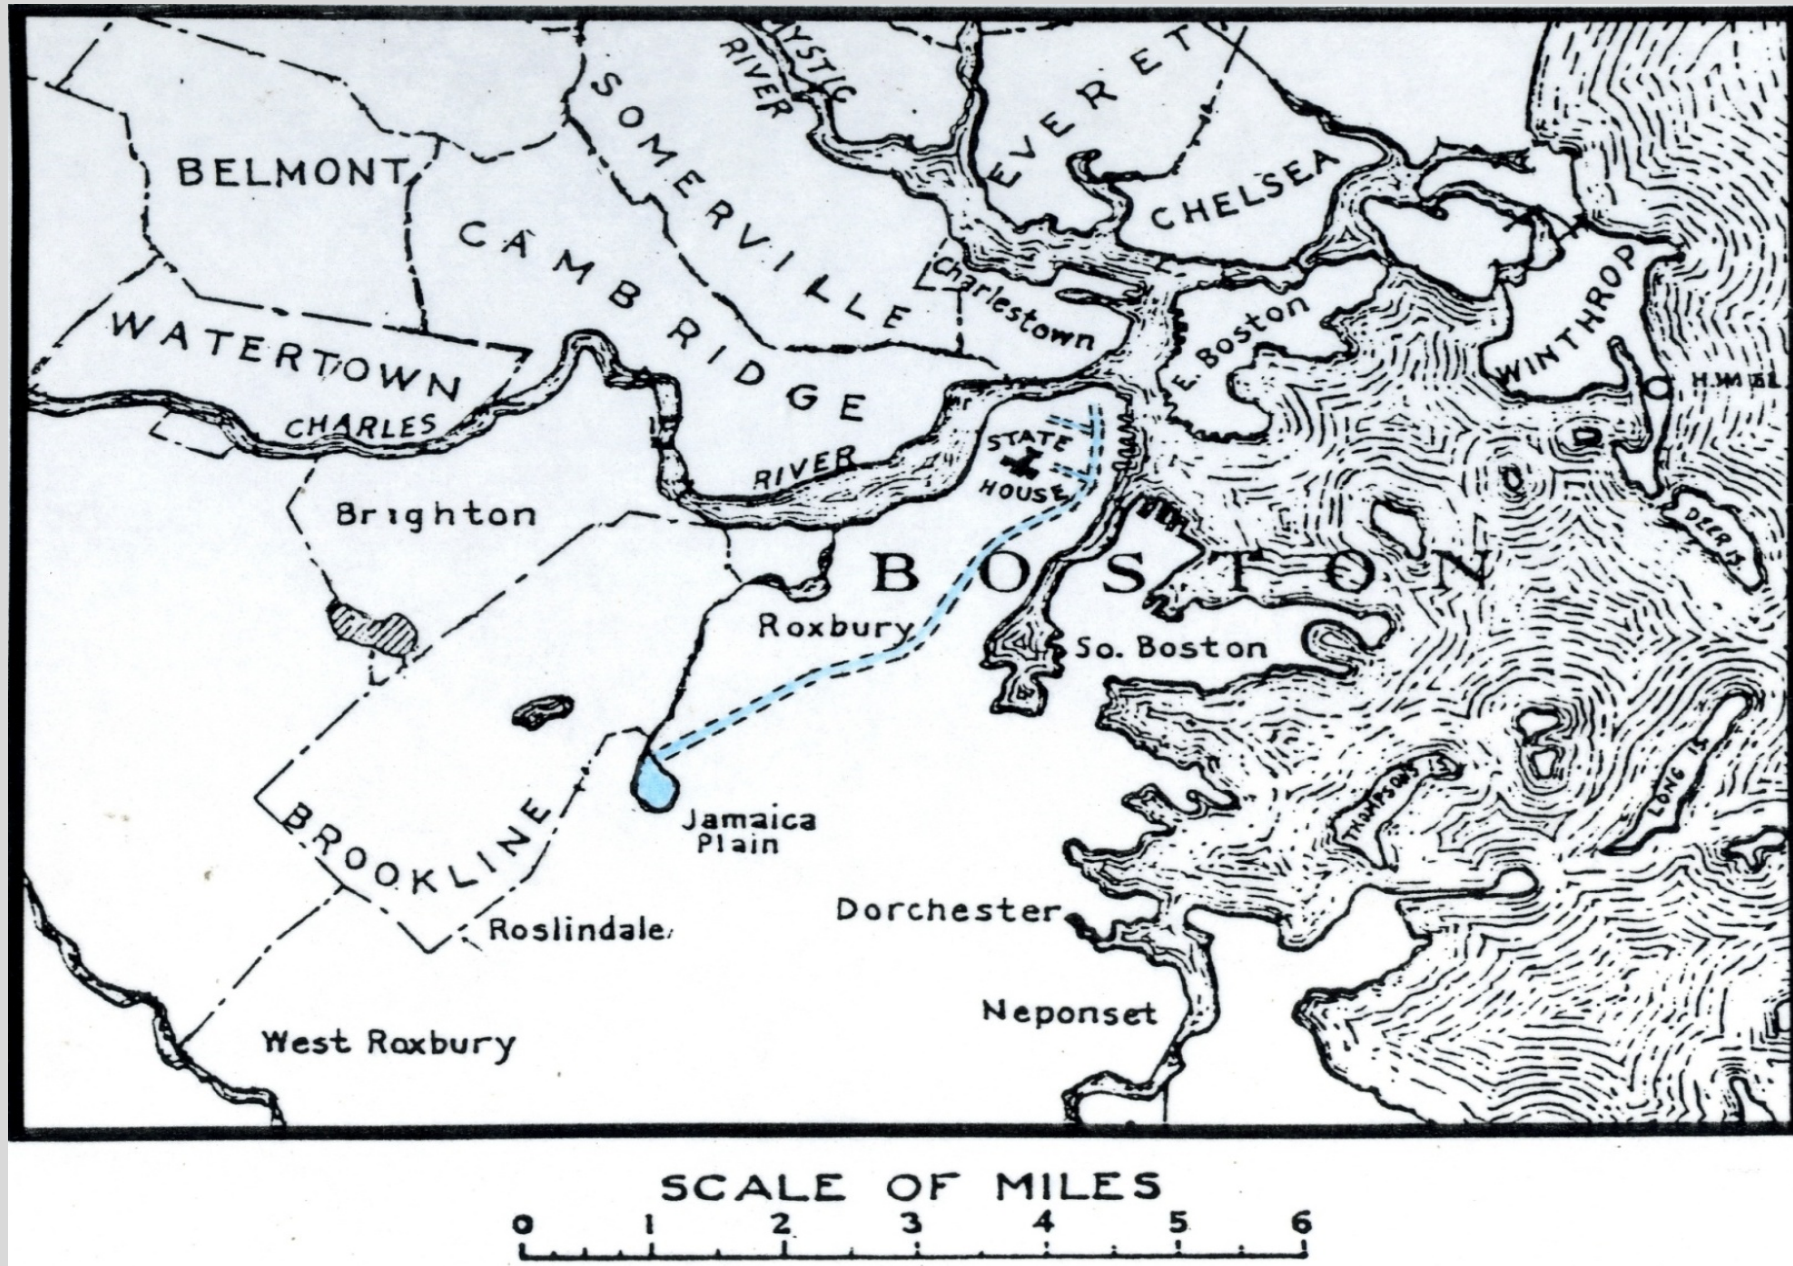 MYSTIC
RIVER
SOMERVILLE
EVERETT
BELMONT
CHELSEA
CAMBRIDGE
Charlestown
WINTHROP
E Boston
WATERTOWN
CHARLES
RIVER
STATE
HOUSE
Brighton
DEER IS
BOSTON
Roxbury
So. Boston
THOMPSONS IS
LONG IS
Jamaica
Plain
BROOKLINE
Dorchester
Roslindale
Neponset
West Roxbury
SCALE OF MILES
0 1 2 3 4 5 6